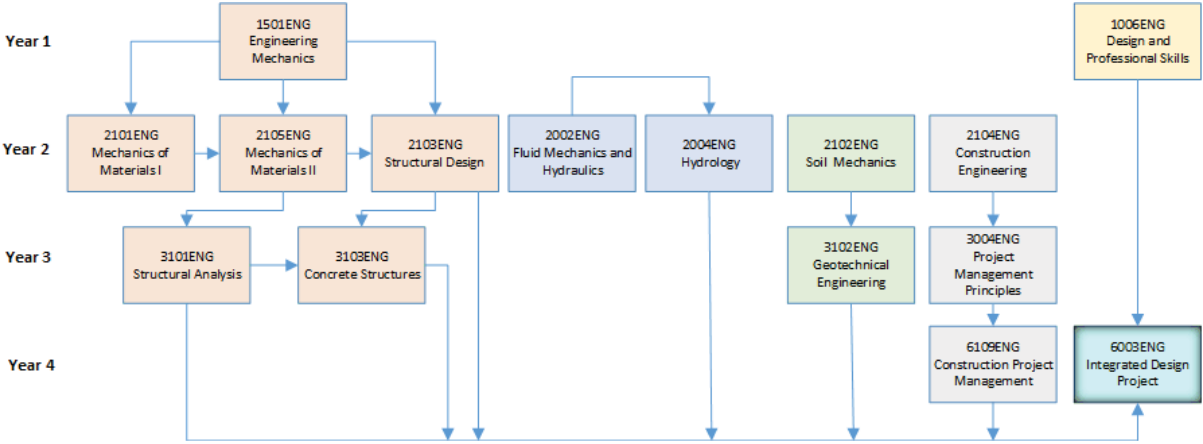 Year 1
1501ENG
Engineering
Mechanics
1006ENG
Design and
Professional Skills
Year 2
2101ENG
Mechanics of
Materials I
2105ENG
Mechanics of
Materials II
2103ENG
Structural Design
2002ENG
Fluid Mechanics and
Hydraulics
2004ENG
Hydrology
2102ENG
Soil Mechanics
2104ENG
Construction
Engineering
Year 3
3101ENG
Structural Analysis
3103ENG
Concrete Structures
3102ENG
Geotechnical
Engineering
3004ENG
Project
Management
Principles
Year 4
6109ENG
Construction Project
Management
6003ENG
Integrated Design
Project